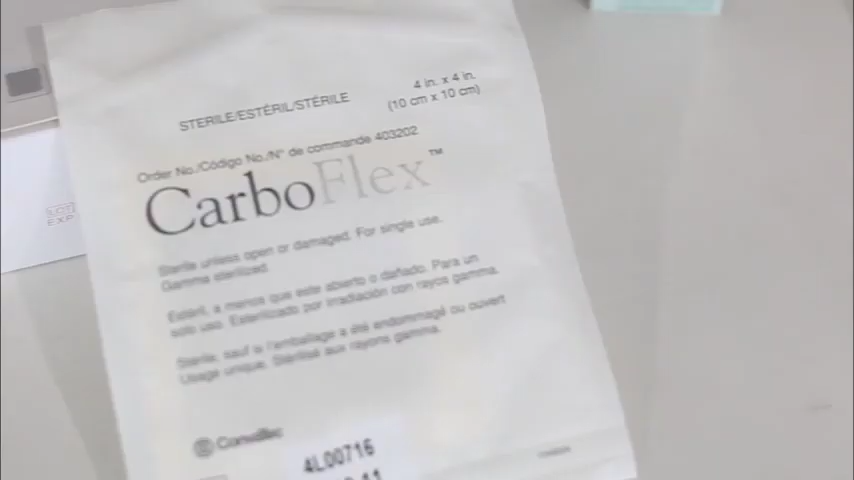 STERILE/ESTÉRIL/STÉRILE
4 in. x 4 in.
(10 cm x 10 cm)
Order No./Código No./N° de commande 403202
CarboFlex™
Sterile unless open or damaged. For single use.
Gamma sterilized.
Estéril, a menos que este abierto o dañado. Para un
solo uso. Esterilizado por irradiación con rayos gamma.
Stérile, sauf si l'emballage a été endommagé ou ouvert
Usage unique. Stérilisé aux rayons gamma.
ConvaTec
4L00716
LOT
EXP